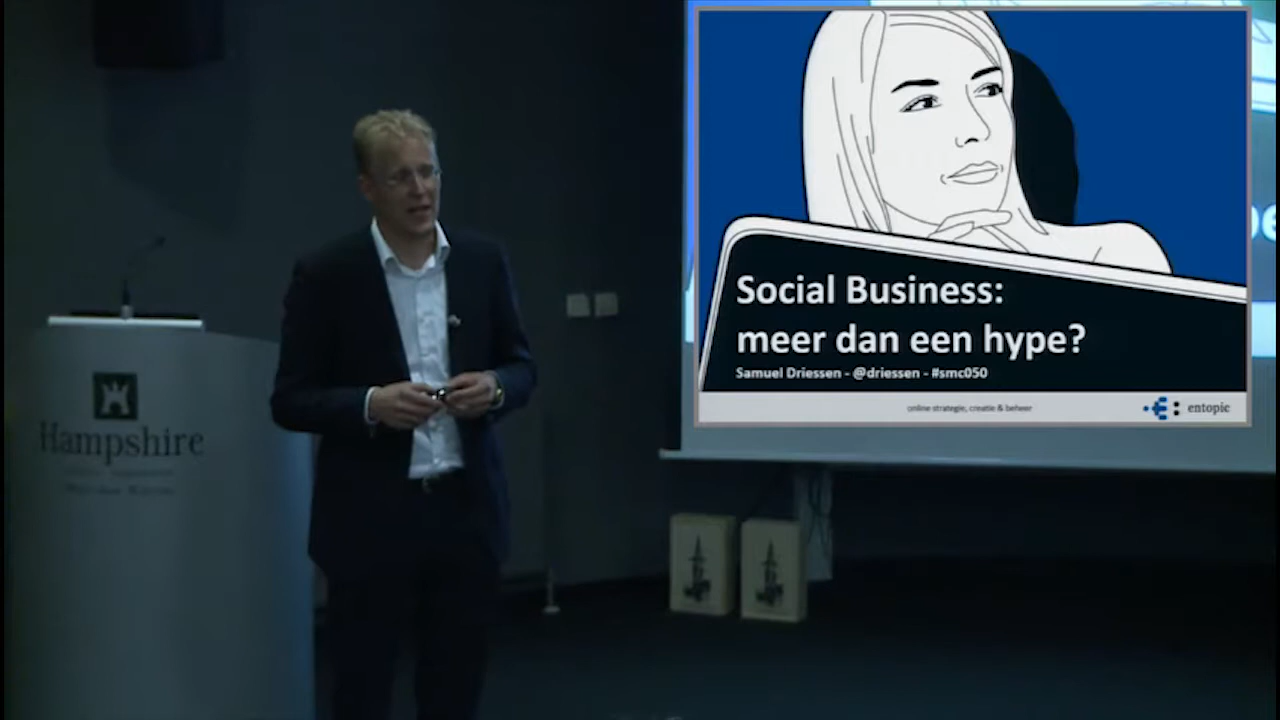 Hampshire
Social Business:
meer dan een hype?
Samuel Driessen - @driessen - #smc050
online strategie, creatie & beheer
entopic